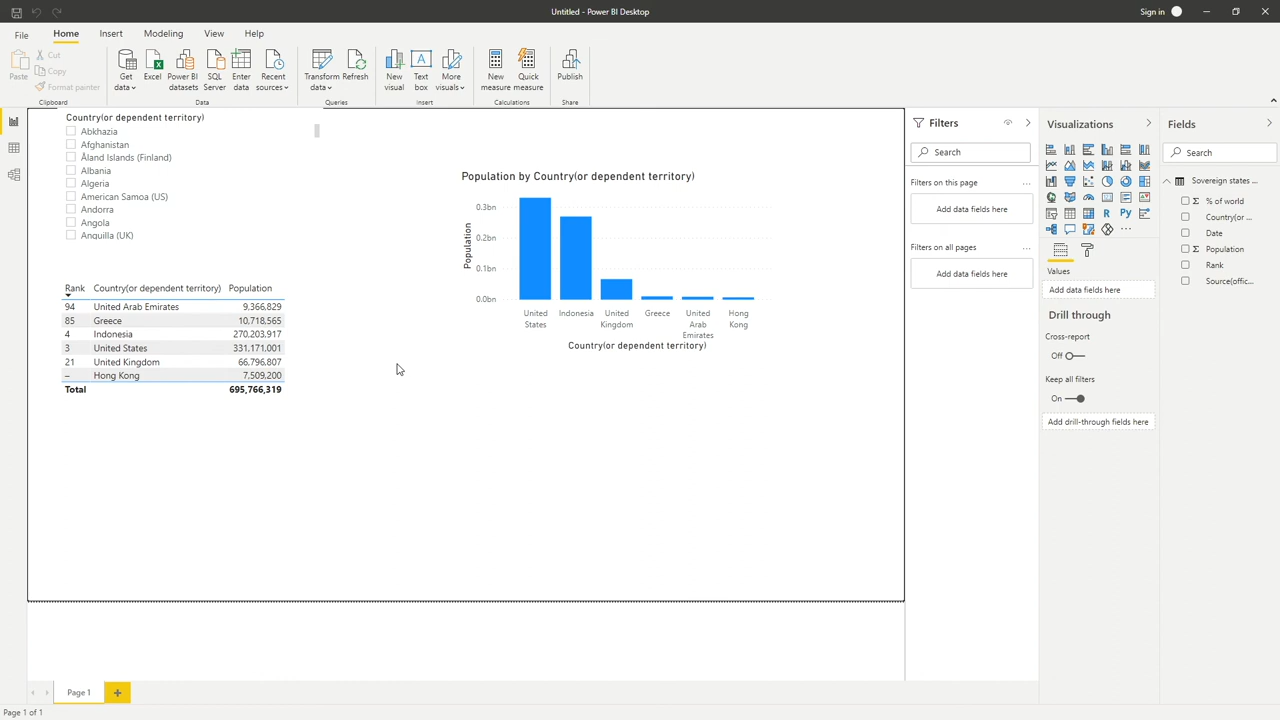 Untitled - Power BI Desktop
Sign in
File
Home
Insert
Modeling
View
Help
Paste
Cut
Copy
Format painter
Clipboard
Get data
Excel
Power BI datasets
SQL Server
Enter data
Recent sources
Data
Transform data
Refresh
Queries
New visual
Text box
More visuals
Insert
New measure
Quick measure
Calculations
Publish
Share
Country(or dependent territory)
Abkhazia
Afghanistan
Åland Islands (Finland)
Albania
Algeria
American Samoa (US)
Andorra
Angola
Anguilla (UK)
Rank Country(or dependent territory) Population
94 United Arab Emirates 9,366,829
85 Greece 10,718,565
4 Indonesia 270,203,917
3 United States 331,171,001
21 United Kingdom 66,796,807
– Hong Kong 7,509,200
Total 695,766,319
Population by Country(or dependent territory)
Population
0.3bn
0.2bn
0.1bn
0.0bn
United States
Indonesia
United Kingdom
Greece
United Arab Emirates
Hong Kong
Country(or dependent territory)
Filters
Search
Filters on this page
Add data fields here
Filters on all pages
Add data fields here
Visualizations
R
Py
Values
Add data fields here
Drill through
Cross-report
Off
Keep all filters
On
Add drill-through fields here
Fields
Search
Sovereign states ...
% of world
Country(or ...
Date
Population
Rank
Source(offic...
Page 1
Page 1 of 1